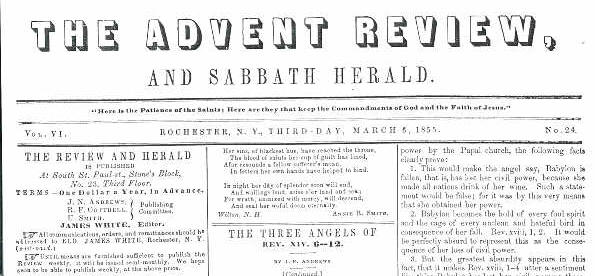 THE ADVENT REVIEW,
AND SABBATH HERALD.
"Here is the Patience of the Saints; Here are they that keep the Commandments of God and the Faith of Jesus."
VOL. VI. ROCHESTER, N. Y., THIRD-DAY, MARCH 6, 1855. No. 24.
THE REVIEW AND HERALD
IS PUBLISHED
At South St. Paul-st., Stone's Block,
No. 23, Third Floor.
TERMS.—One Dollar a Year, in Advance.
J. N. ANDREWS,
R. F. COTTRELL,
U. SMITH.
Publishing
Committee.
JAMES WHITE, Editor.
All communications, orders, and remittances should be
addressed to ELD. JAMES WHITE, Rochester, N. Y.
(post-paid.)
Until means are furnished sufficient to publish the
Review weekly, it will be issued semi-monthly. We hope
soon to be able to publish weekly, at the above price.
Her sins, of blackest hue, have reached the throne,
The blood of saints her cup of guilt has lined,
After resounds a fellow sufferer's moan,
In fetters her own hands have helped to bind.
In night her day of splendor soon will end,
And wailings loud, arise o'er land and sea;
For wrath, unmixed with mercy, will descend,
And seal her woful doom eternally.
Wilton, N. H. ANNIE R. SMITH.
THE THREE ANGELS OF
REV. XIV, 6-12.
BY J. N. ANDREWS
(Continued.)
power by the Papal church, the following facts
clearly prove:
1. This would make the angel say, Babylon is
fallen, that is, has lost her civil power, because she
made all nations drink of her wine. Such a state-
ment would be false; for it was by this very means
that she obtained her power.
2. Babylon becomes the hold of every foul spirit
and the cage of every unclean and hateful bird in
consequence of her fall. Rev. xviii, 1, 2. It would
be perfectly absurd to represent this as the conse-
quence of her loss of civil power.
3. But the greatest absurdity appears in this
fact, that it makes Rev. xviii, 1-4 utter a sentiment